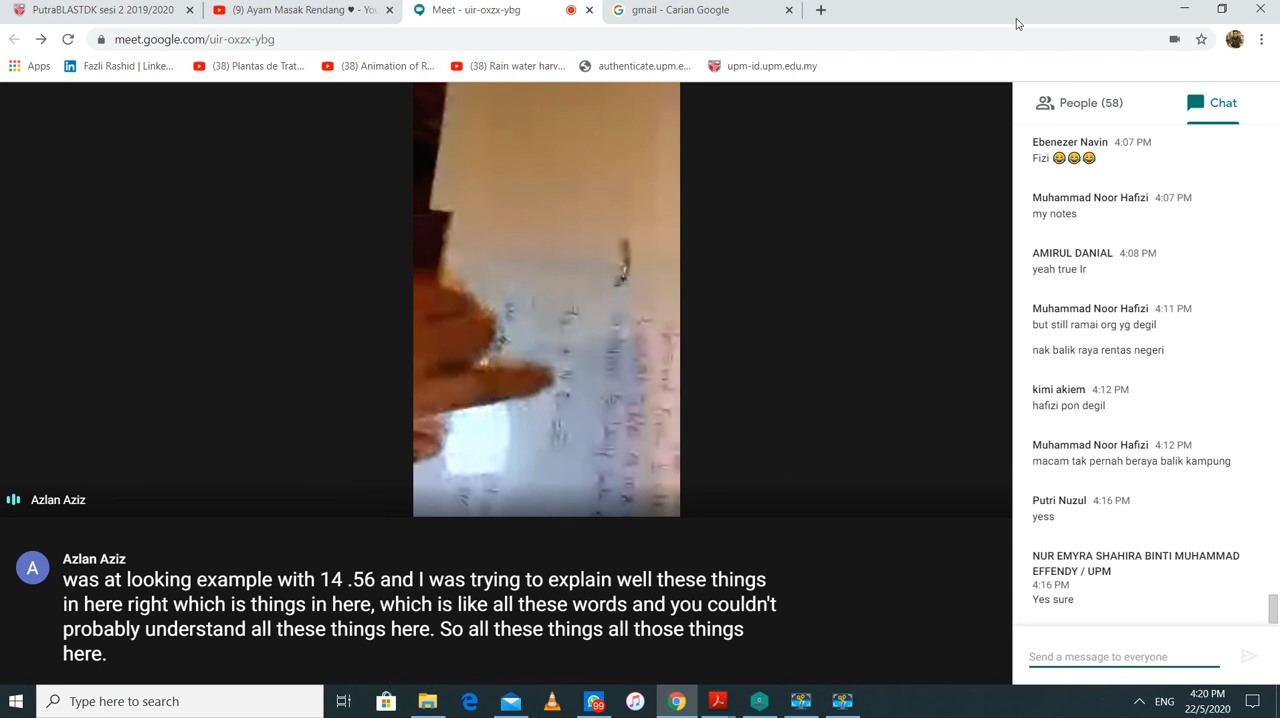 PutraBLASTDK sesi 2 2019/2020
(9) Ayam Masak Rendang ♥ - You
Meet - uir-oxzx-ybg
gmail - Carian Google
meet.google.com/uir-oxzx-ybg
Apps
Fazli Rashid | Linke...
(38) Plantas de Trat...
(38) Animation of R...
(38) Rain water harv...
authenticate.upm.e...
upm-id.upm.edu.my
People (58)
Chat
Ebenezer Navin 4:07 PM
Fizi 😂😂😂
Muhammad Noor Hafizi 4:07 PM
my notes
AMIRUL DANIAL 4:08 PM
yeah true Ir
Muhammad Noor Hafizi 4:11 PM
but still ramai org yg degil
nak balik raya rentas negeri
kimi akiem 4:12 PM
hafizi pon degil
Muhammad Noor Hafizi 4:12 PM
macam tak pernah beraya balik kampung
Putri Nuzul 4:16 PM
yess
NUR EMYRA SHAHIRA BINTI MUHAMMAD
EFFENDY / UPM
4:16 PM
Yes sure
Send a message to everyone
Azlan Aziz
A
Azlan Aziz
was at looking example with 14 .56 and I was trying to explain well these things
in here right which is things in here, which is like all these words and you couldn't
probably understand all these things here. So all these things all those things
here.
Type here to search
99
ENG
4:20 PM
22/5/2020